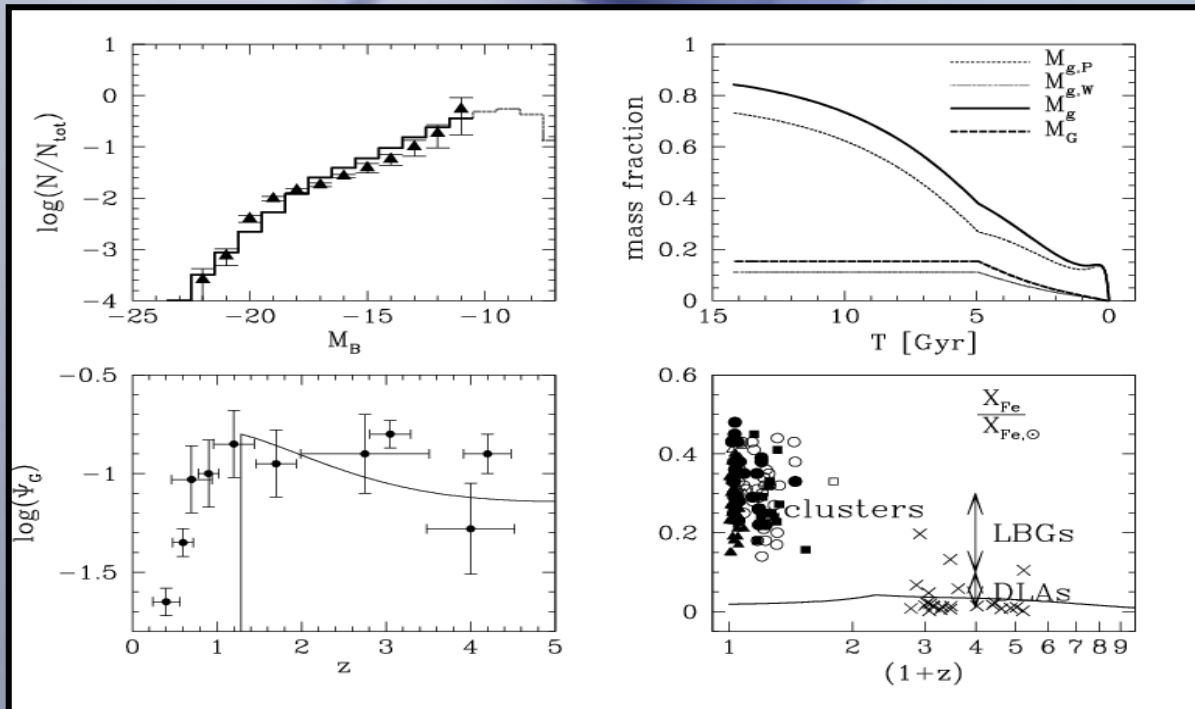 log(N/N_tot)
1
0
-1
-2
-3
-4
-25
-20
-15
-10
M_B
mass fraction
1
0.8
0.6
0.4
0.2
0
15
10
5
0
T [Gyr]
M_g,P
M_g,W
M_g
M_G
log(Ψ_G)
-0.5
-1
-1.5
0
1
2
3
4
5
z
0.6
0.4
0.2
0
X_Fe
X_Fe,⊙
clusters
LBGs
DLAs
1
2
3
4
5
6
7
8
9
(1+z)